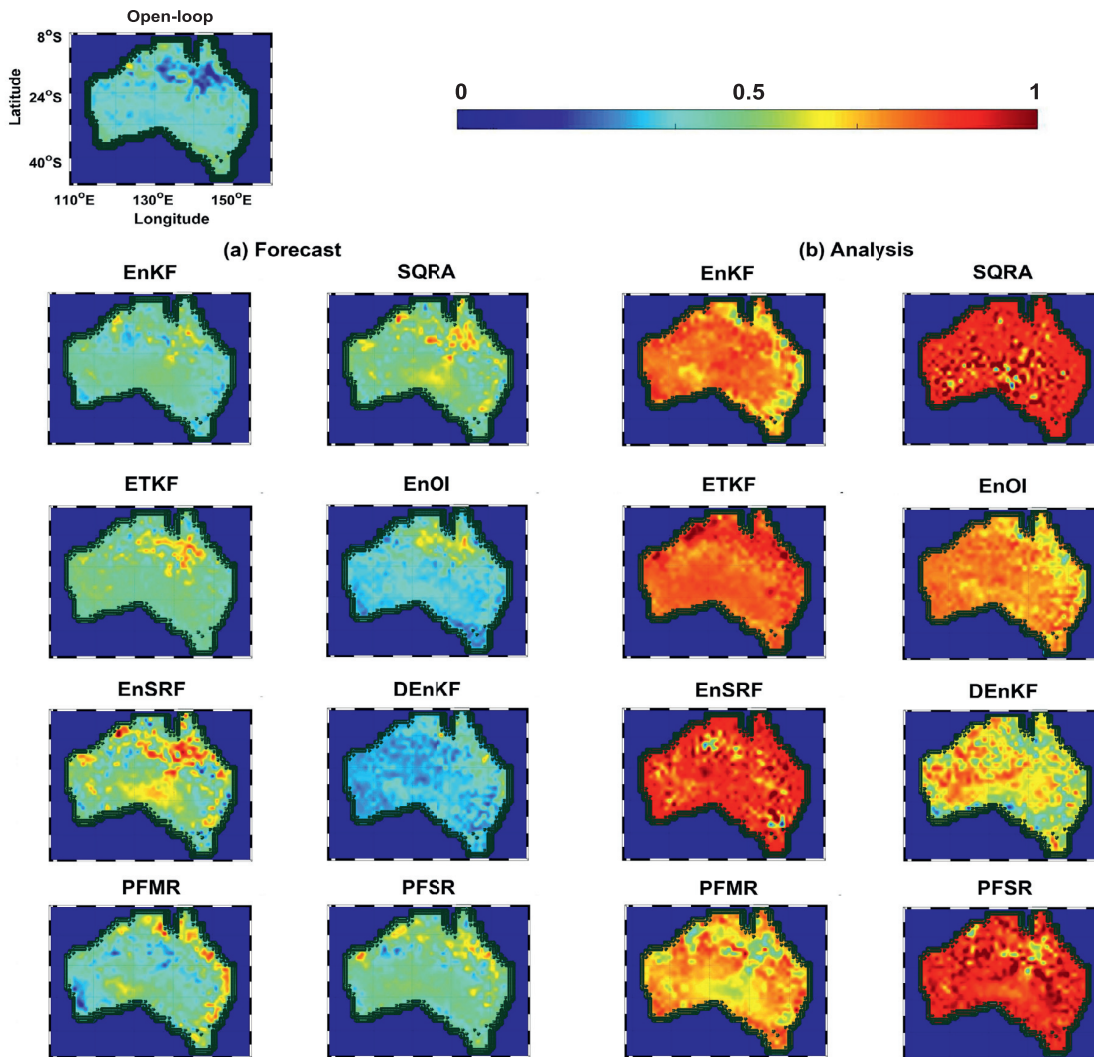 Open-loop
8°S
24°S
40°S
Latitude
110°E 130°E 150°E
Longitude
0 0.5 1
(a) Forecast (b) Analysis
EnKF SQRA EnKF SQRA
ETKF EnOI ETKF EnOI
EnSRF DEnKF EnSRF DEnKF
PFMR PFSR PFMR PFSR